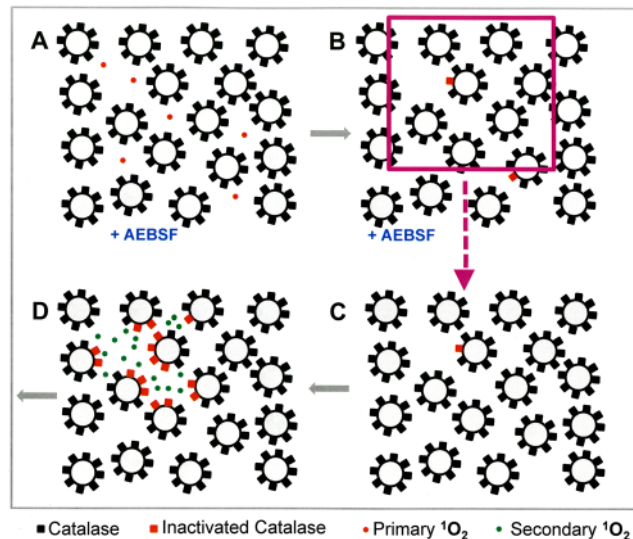 A
B
+ AEBSF
+ AEBSF
D
C
Catalase
Inactivated Catalase
Primary ¹O₂
Secondary ¹O₂